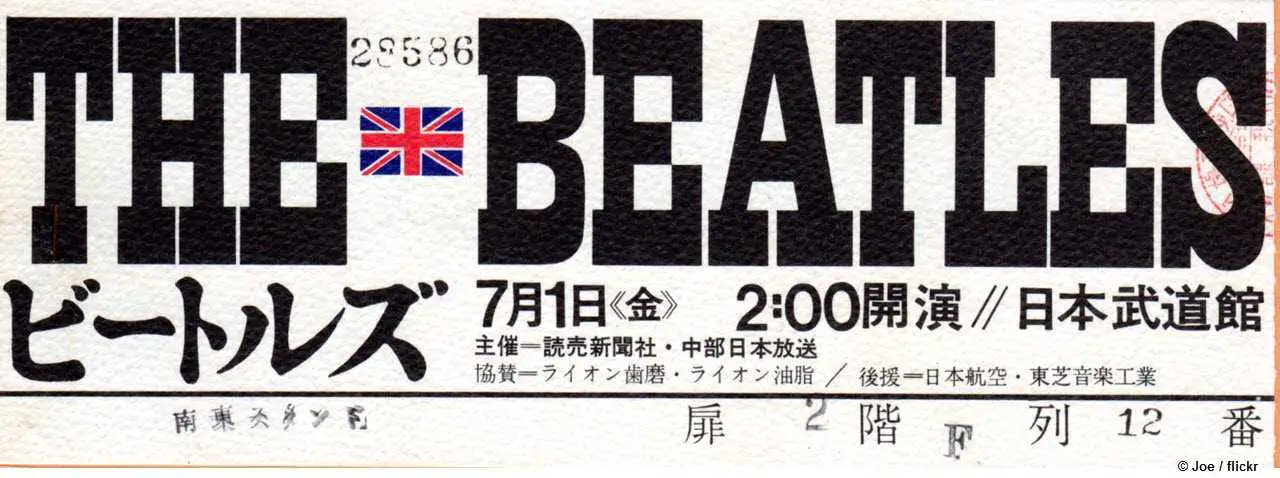 THE BEATLES
28586
ビートルズ
7月1日《金》 2:00開演//日本武道館
主催=読売新聞社・中部日本放送
協賛=ライオン歯磨・ライオン油脂 / 後援=日本航空・東芝音楽工業
南東スタンド 扉 2 階 F 列 12 番
© Joe / flickr